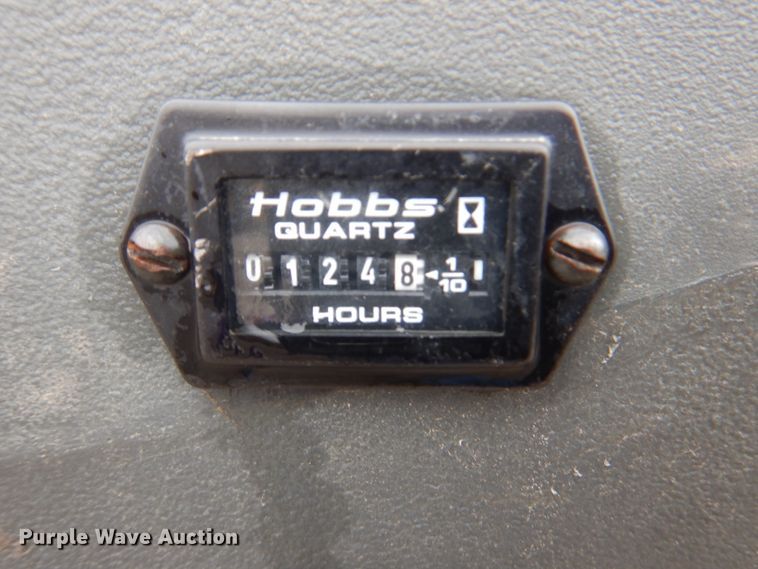 Hobbs
QUARTZ
0 1 2 4 8 1/10
HOURS
Purple Wave Auction